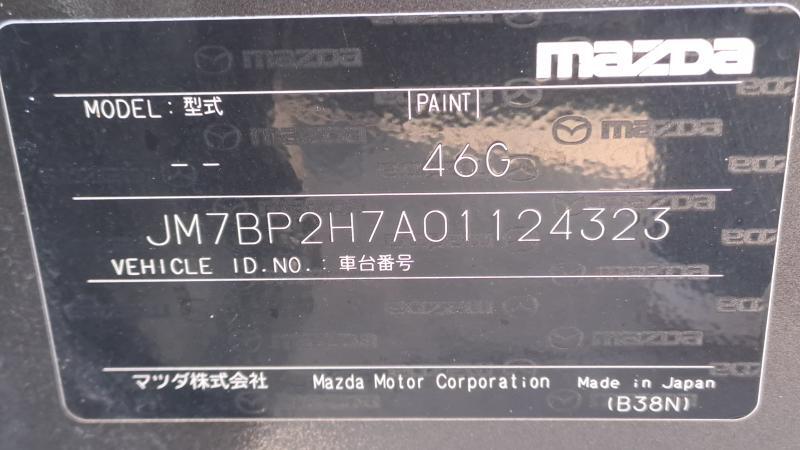 mazda
MODEL: 型式 PAINT
-- 46G
JM7BP2H7A01124323
VEHICLE ID.NO.: 車台番号
マツダ株式会社 Mazda Motor Corporation Made in Japan
(B38N)